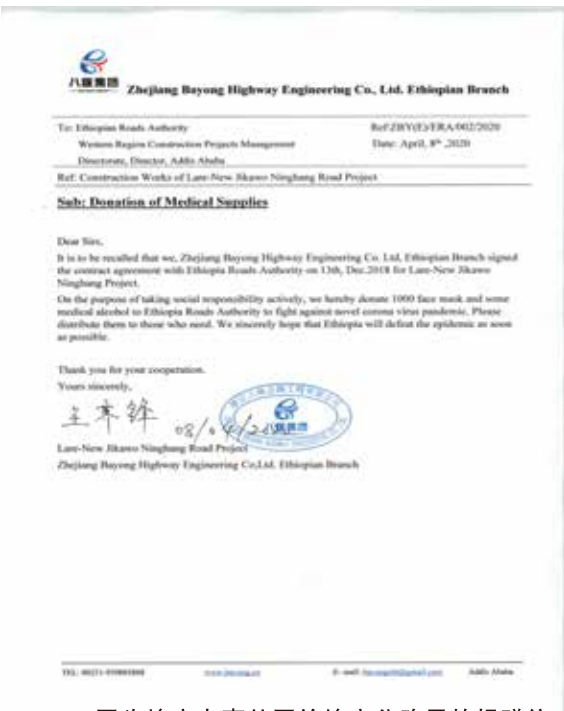 八咏集团
Zhejiang Bayong Highway Engineering Co., Ltd. Ethiopian Branch
To: Ethiopian Roads Authority
Ref:ZBY(E)/ERA/002/2020
Western Region Construction Projects Management
Date: April, 8th ,2020
Directorate, Director, Addis Ababa
Ref: Construction Works of Lare-New Jikawo Ninghang Road Project
Sub: Donation of Medical Supplies
Dear Sirs,
It is to be recalled that we, Zhejiang Bayong Highway Engineering Co. Ltd, Ethiopian Branch signed
the contract agreement with Ethiopia Roads Authority on 13th, Dec.2018 for Lare-New Jikawo
Ninghang Project.
On the purpose of taking social responsibility actively, we hereby donate 1000 face mask and some
medical alcohol to Ethiopia Roads Authority to fight against novel corona virus pandemic. Please
distribute them to those who need. We sincerely hope that Ethiopia will defeat the epidemic as soon
as possible.
Thank you for your cooperation.
Yours sincerely,
08/04/2020
Lare-New Jikawo Ninghang Road Project
Zhejiang Bayong Highway Engineering Co,Ltd. Ethiopian Branch
TEL:
E- mail:
Addis Ababa